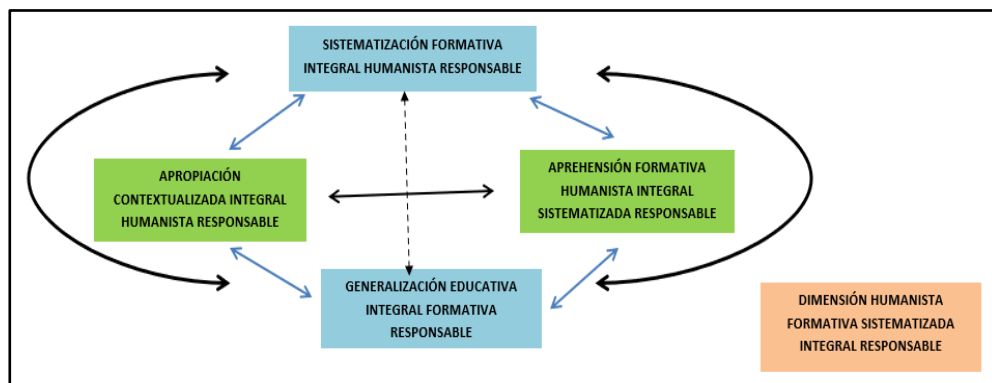 SISTEMATIZACIÓN FORMATIVA
INTEGRAL HUMANISTA RESPONSABLE
APROPIACIÓN
CONTEXTUALIZADA INTEGRAL
HUMANISTA RESPONSABLE
APREHENSIÓN FORMATIVA
HUMANISTA INTEGRAL
SISTEMATIZADA RESPONSABLE
GENERALIZACIÓN EDUCATIVA
INTEGRAL FORMATIVA
RESPONSABLE
DIMENSIÓN HUMANISTA
FORMATIVA SISTEMATIZADA
INTEGRAL RESPONSABLE